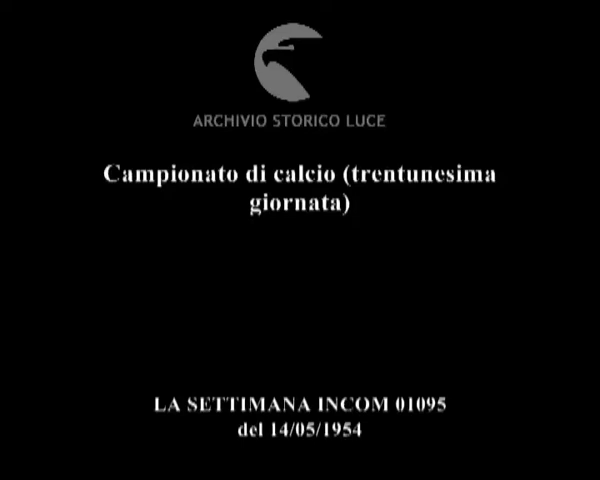 ARCHIVIO STORICO LUCE
Campionato di calcio (trentunesima
giornata)
LA SETTIMANA INCOM 01095
del 14/05/1954